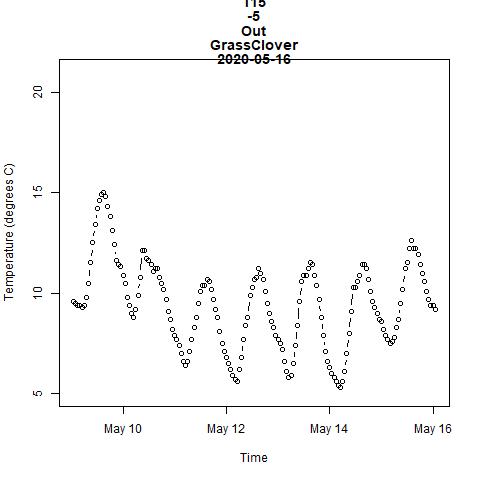 T15
-5
Out
GrassClover
2020-05-16
Temperature (degrees C)
20
15
10
5
May 10
May 12
May 14
May 16
Time